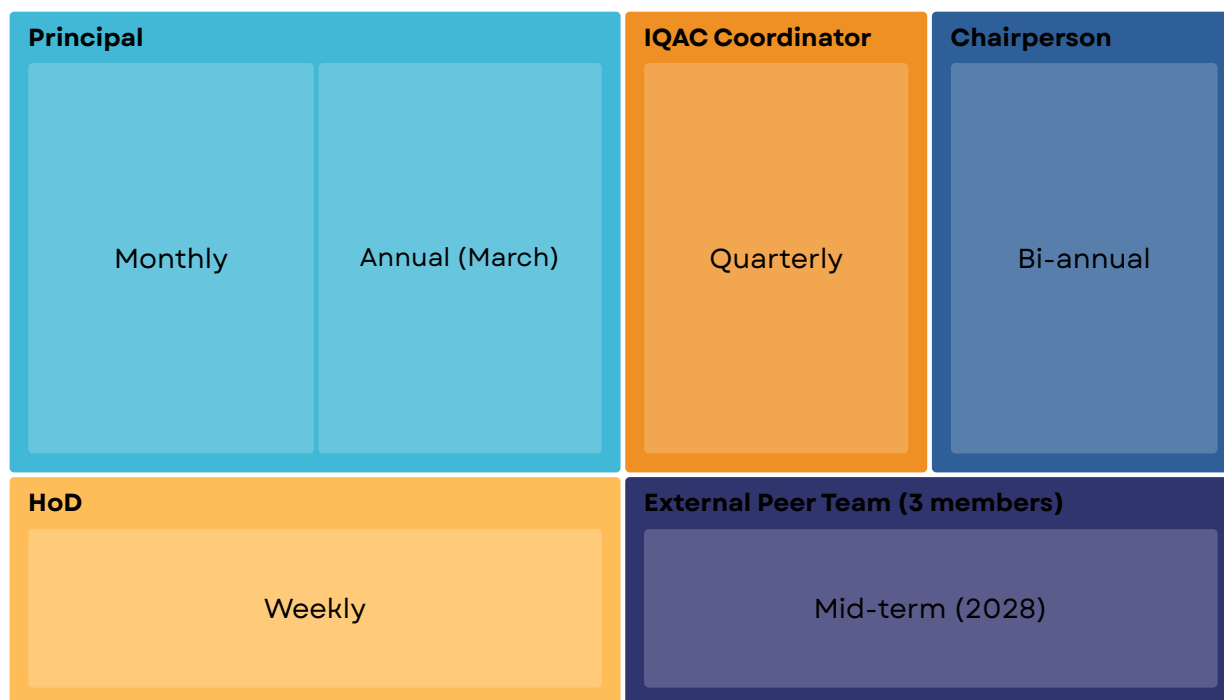 Principal
Monthly
Annual (March)
IQAC Coordinator
Quarterly
Chairperson
Bi-annual
HoD
Weekly
External Peer Team (3 members)
Mid-term (2028)